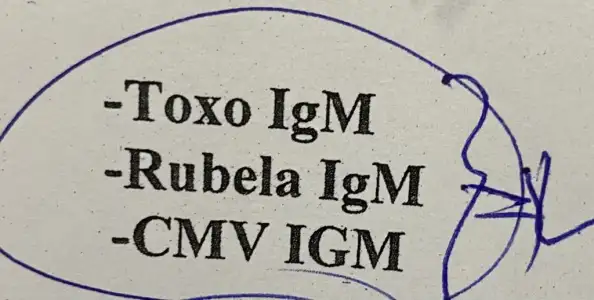 -Toxo IgM
-Rubela IgM
-CMV IGM